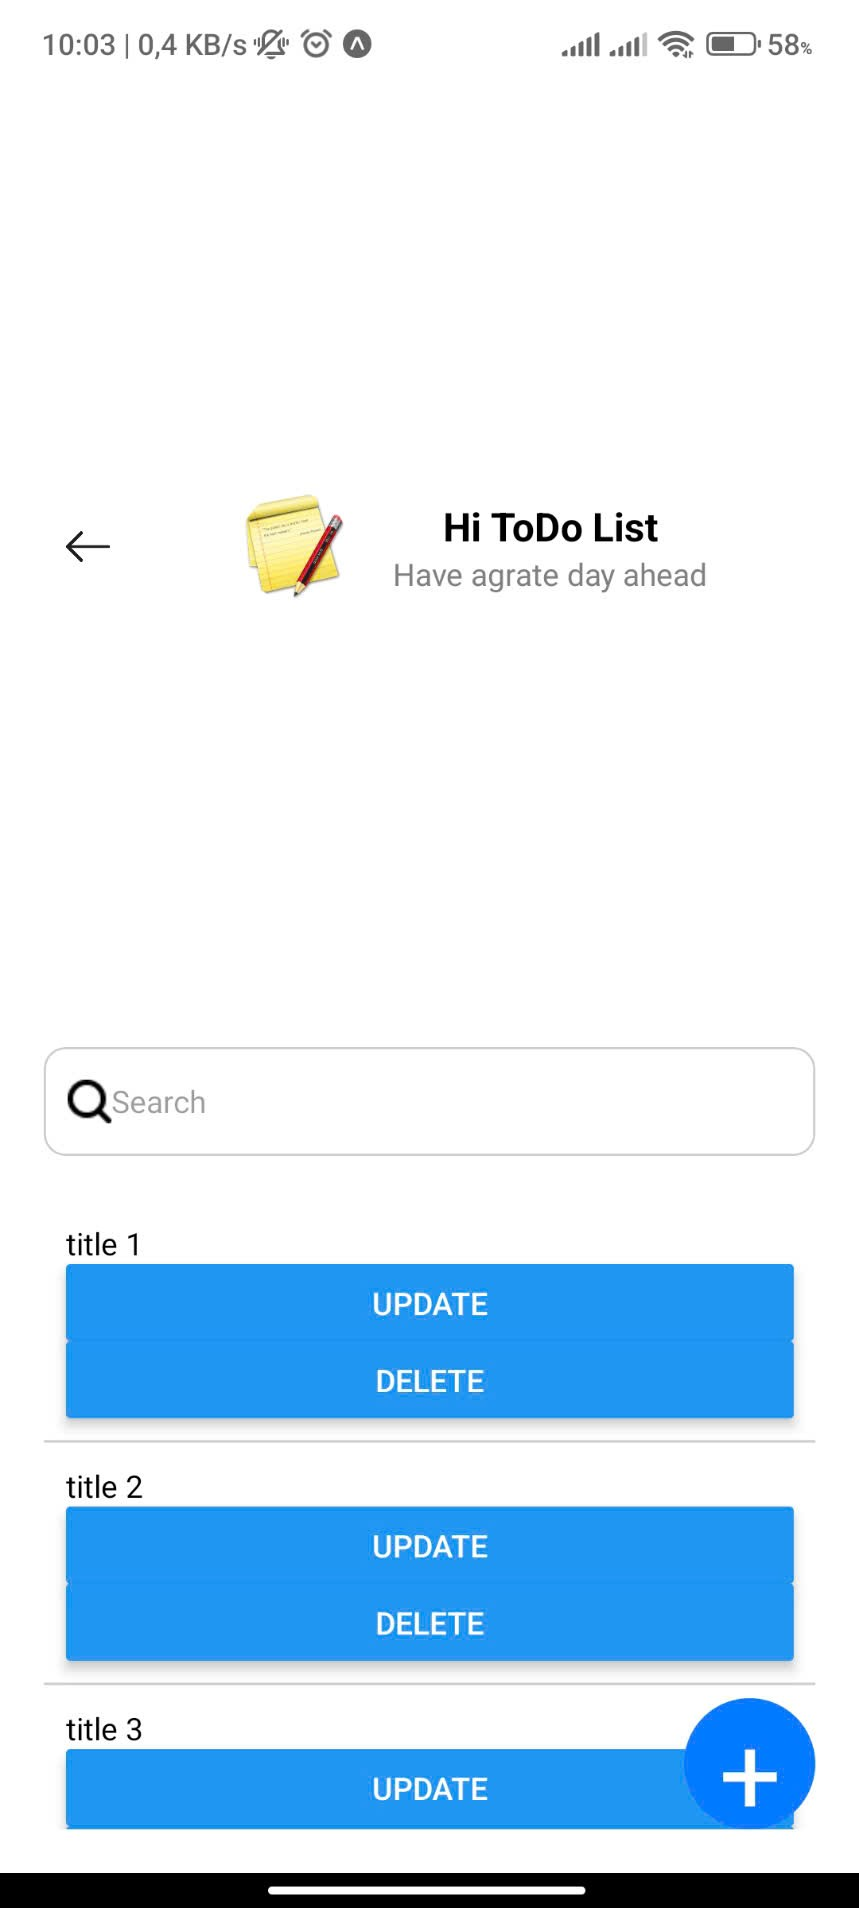 10:03 | 0,4 KB/s 58%
Hi ToDo List
Have agrate day ahead
Search
title 1
UPDATE
DELETE
title 2
UPDATE
DELETE
title 3
UPDATE